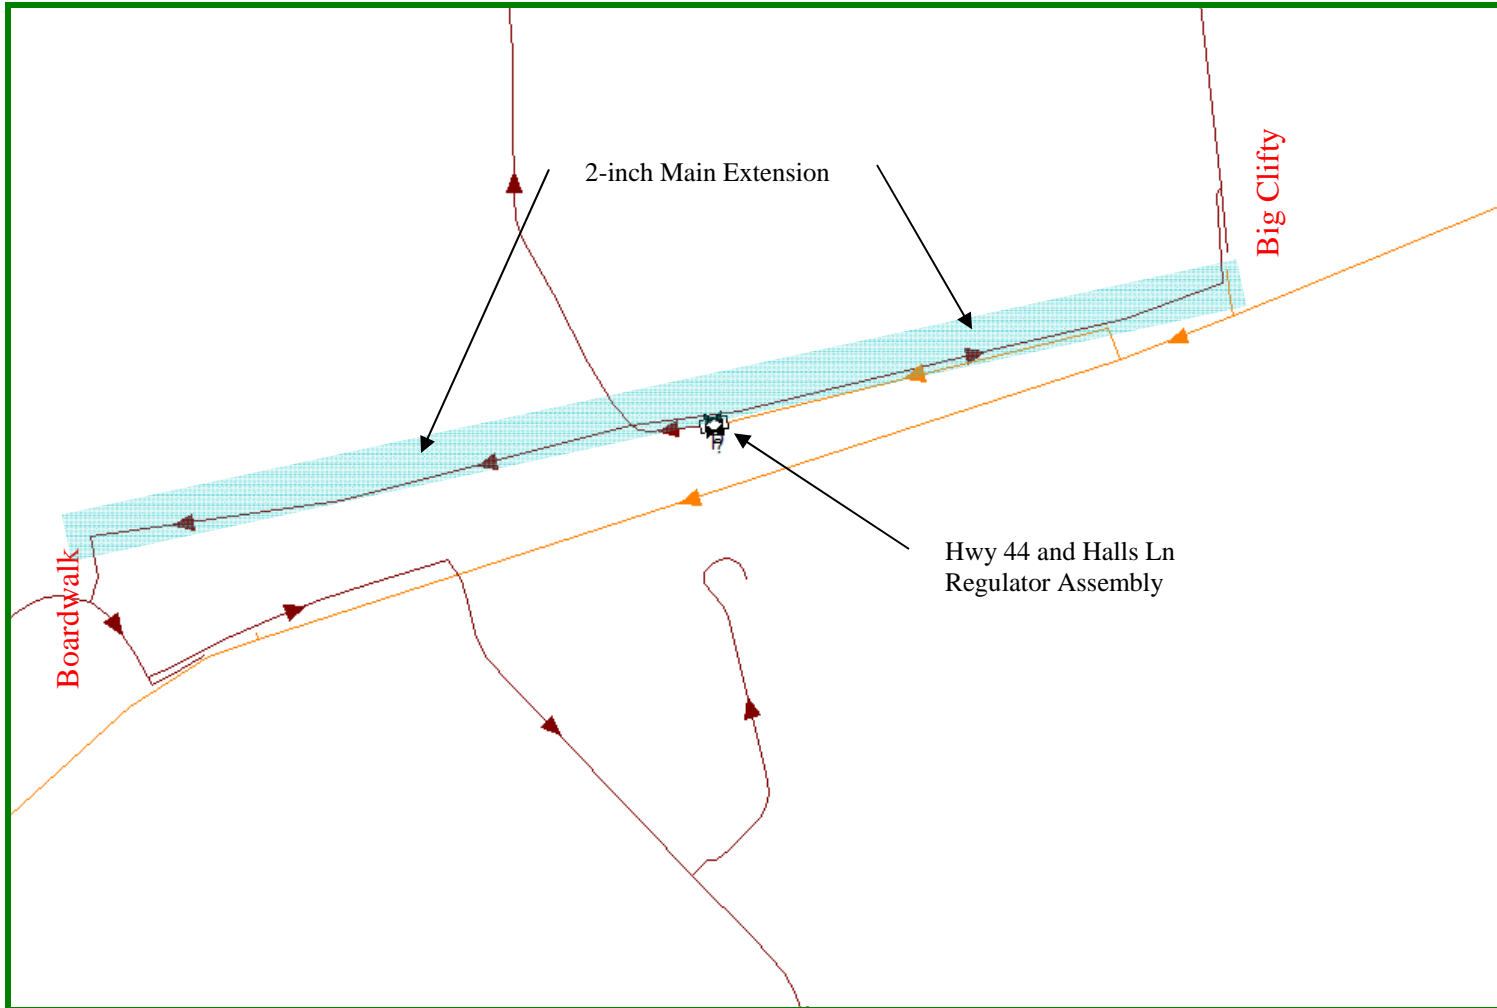 2-inch Main Extension
Big Clifty
Hwy 44 and Halls Ln
Regulator Assembly
Boardwalk